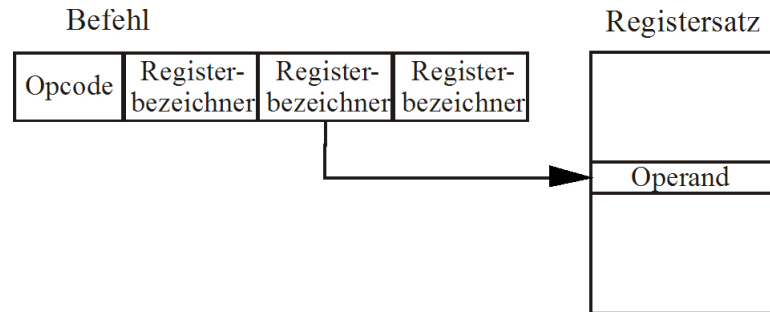 Befehl
Registersatz
Opcode
Register-
bezeichner
Register-
bezeichner
Register-
bezeichner
Operand